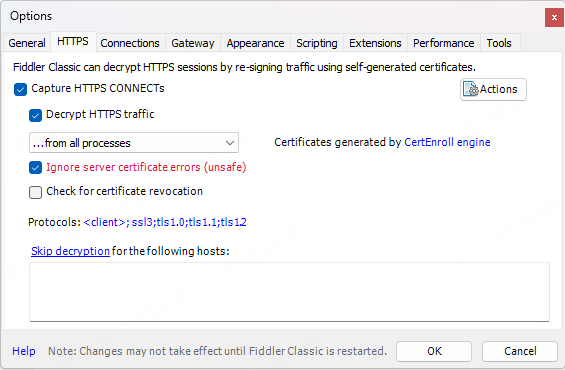 Options
x
General HTTPS Connections Gateway Appearance Scripting Extensions Performance Tools
Fiddler Classic can decrypt HTTPS sessions by re-signing traffic using self-generated certificates.
Capture HTTPS CONNECTs
Actions
Decrypt HTTPS traffic
...from all processes
Certificates generated by CertEnroll engine
Ignore server certificate errors (unsafe)
Check for certificate revocation
Protocols: <client>; ssl3;tls1.0;tls1.1;tls1.2
Skip decryption for the following hosts:
Help Note: Changes may not take effect until Fiddler Classic is restarted. OK Cancel